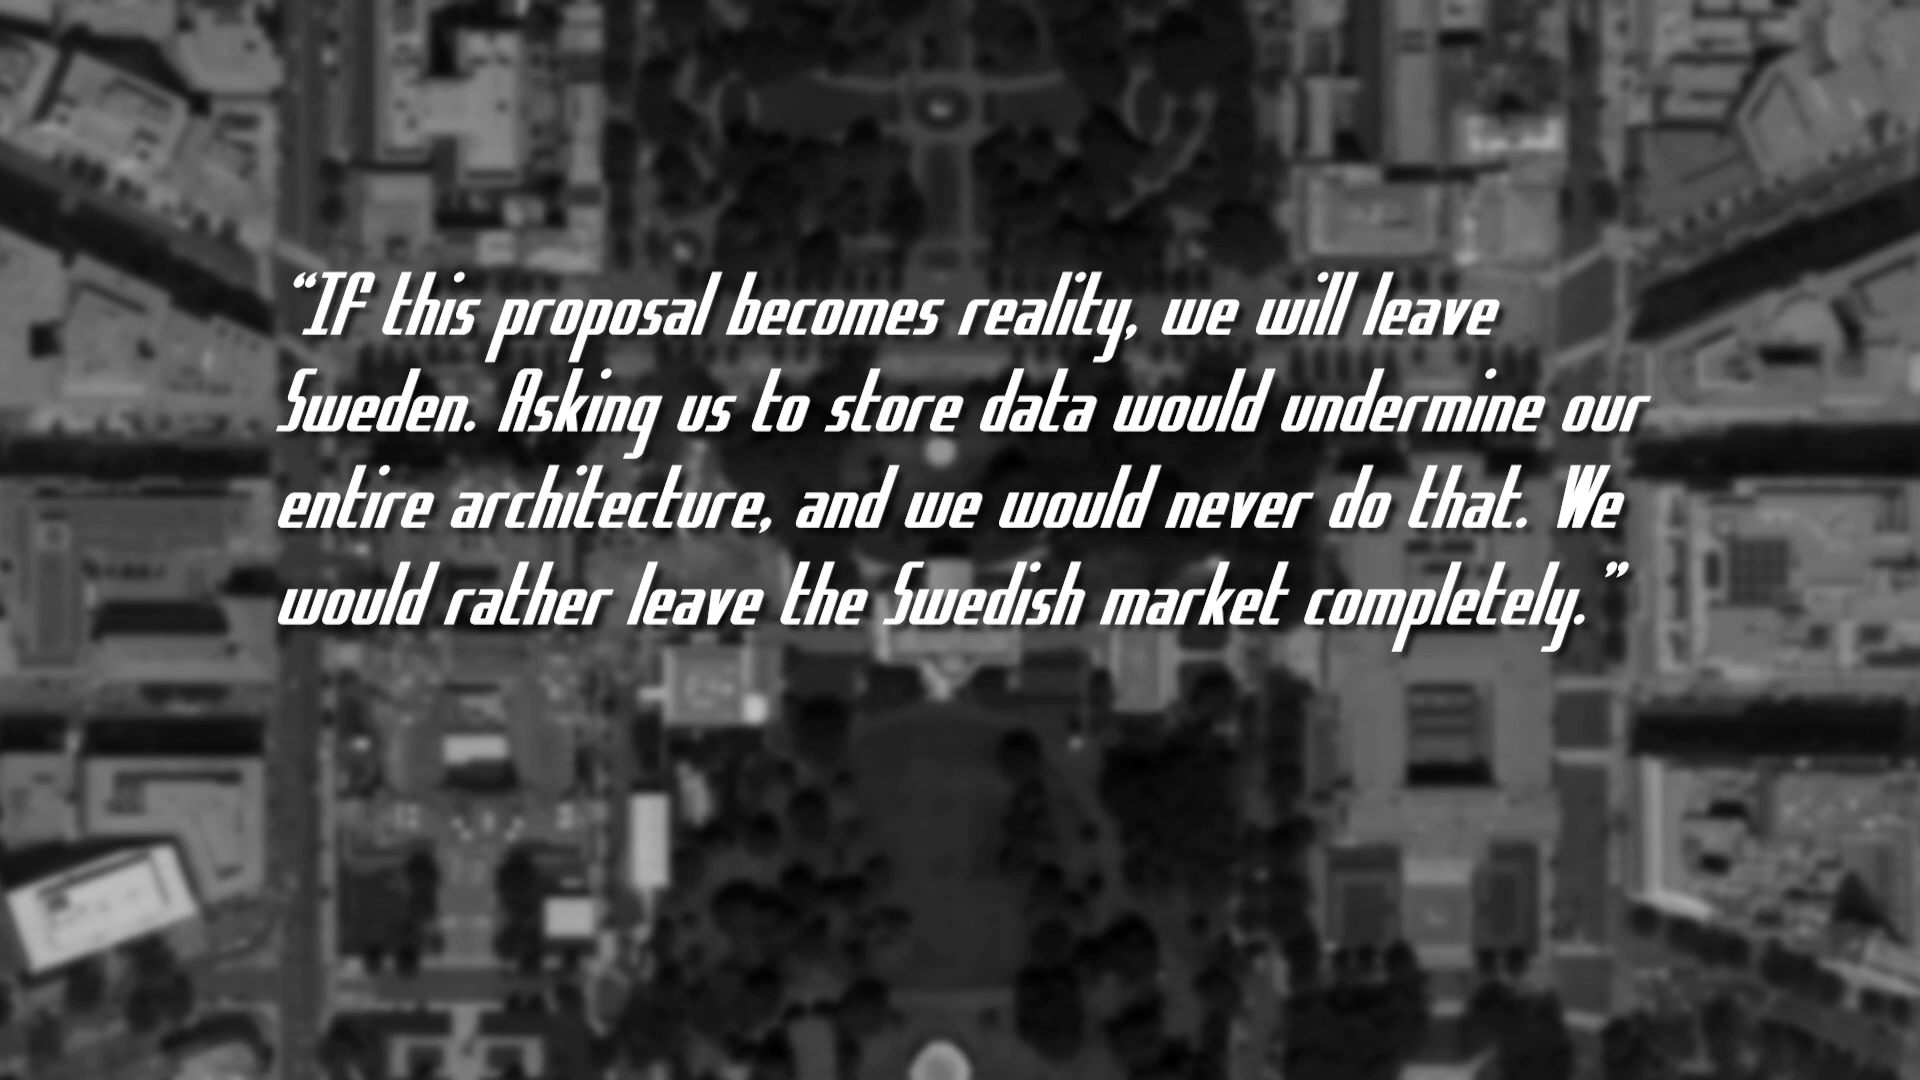 “If this proposal becomes reality, we will leave
Sweden. Asking us to store data would undermine our
entire architecture, and we would never do that. We
would rather leave the Swedish market completely.”